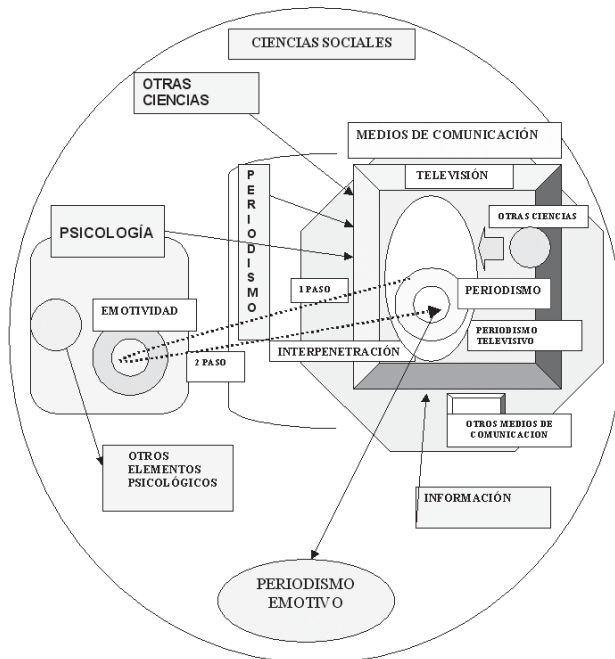 CIENCIAS SOCIALES
OTRAS
CIENCIAS
MEDIOS DE COMUNICACIÓN
PERIODISMO
TELEVISIÓN
OTRAS CIENCIAS
PSICOLOGÍA
1 PASO
PERIODISMO
EMOTIVIDAD
PERIODISMO
TELEVISIVO
INTERPENETRACIÓN
2 PASO
OTROS MEDIOS DE
COMUNICACION
OTROS
ELEMENTOS
PSICOLÓGICOS
INFORMACIÓN
PERIODISMO
EMOTIVO